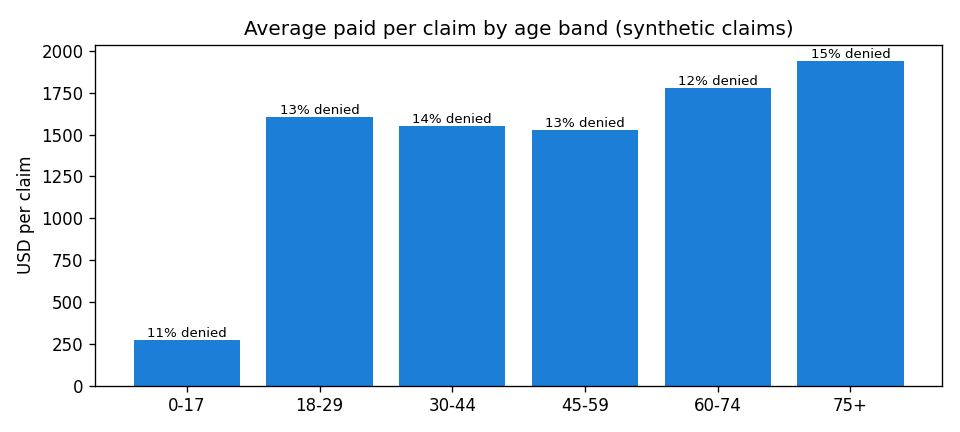 Average paid per claim by age band (synthetic claims)
USD per claim
2000
1750
1500
1250
1000
750
500
250
0
11% denied
13% denied
14% denied
13% denied
12% denied
15% denied
0-17
18-29
30-44
45-59
60-74
75+